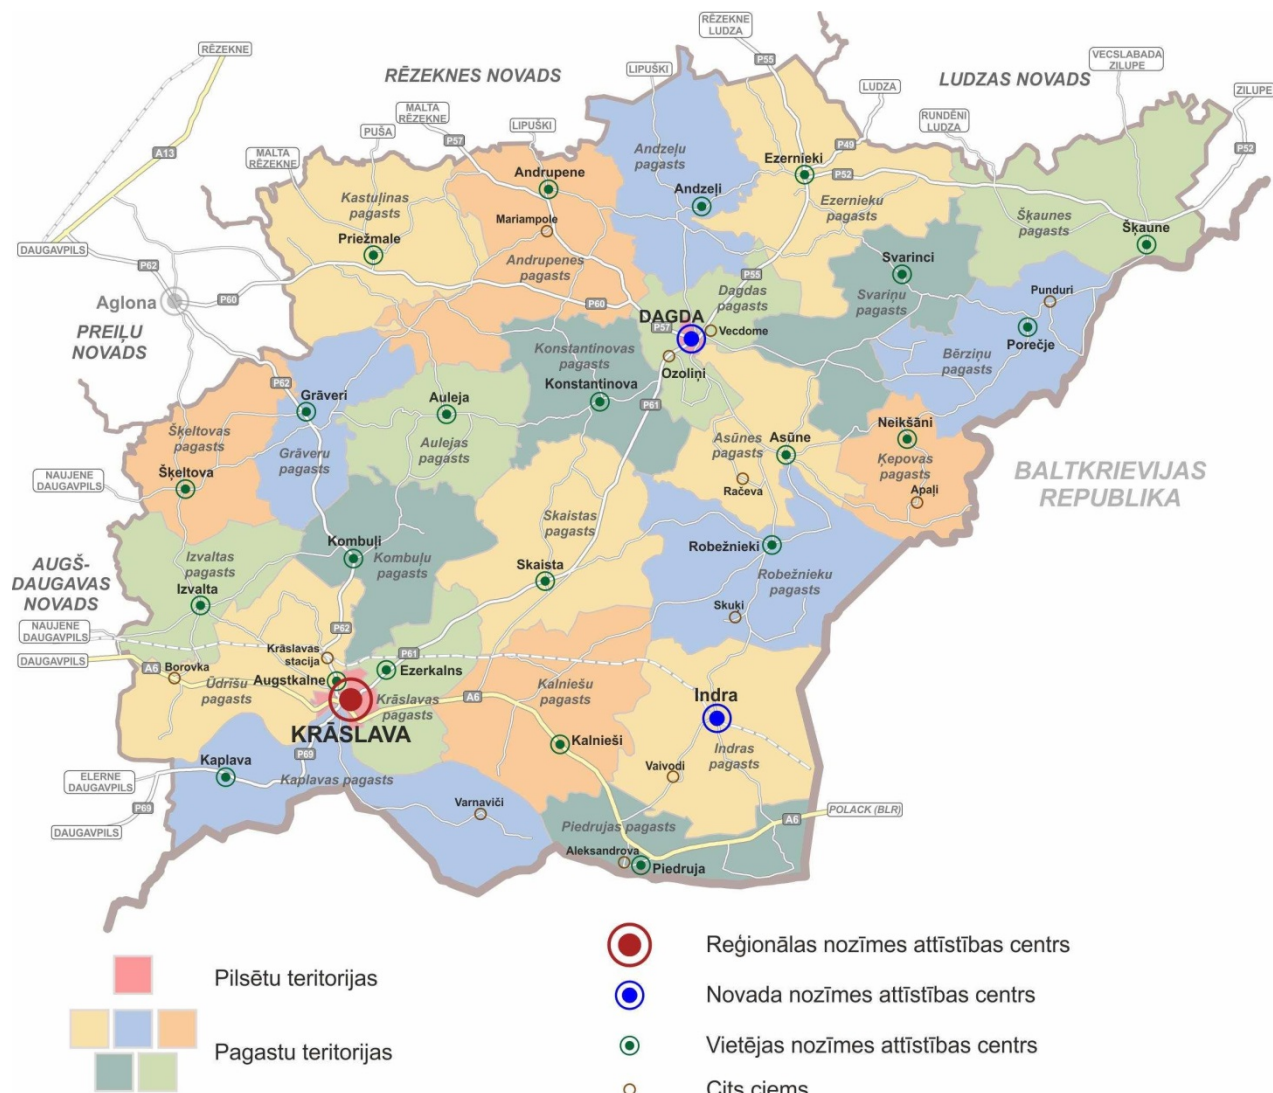 RĒZEKNE
LUDZA
RĒZEKNE
P55
RĒZEKNES NOVADS
LIPUŠKI
LUDZAS NOVADS
VECSLABADA
ZILUPE
LUDZA
ZILUPE
MALTA
RĒZEKNE
RUNDĒNI
LUDZA
PUŠA
LIPUŠKI
A13
P57
P49
P52
MALTA
RĒZEKNE
Andzeļu
pagasts
Ezernieki
P52
Andrupene
Kastuļinas
pagasts
Andzeļi
Ezernieku
pagasts
Šķaunes
pagasts
Mariampole
Šķaune
Priežmale
DAUGAVPILS
P62
Andrupenes
pagasts
Svarinci
P55
Dagdas
pagasts
Svariņu
pagasts
Punduri
Aglona
P60
P60
DAGDA
P57
Vecdome
PREIĻU
NOVADS
Porečje
Konstantinovas
pagasts
Bērziņu
pagasts
Ozoliņi
P62
Konstantinova
Grāveri
Auleja
P61
Neikšāni
Šķeltovas
pagasts
Aulejas
pagasts
Asūnes
pagasts
Asūne
Grāveru
pagasts
Ķepovas
pagasts
BALTKRIEVIJAS
REPUBLIKA
Šķeltova
NAUJENE
DAUGAVPILS
Račeva
Apaļi
Skaistas
pagasts
Izvaltas
pagasts
Kombuļi
Kombuļu
pagasts
Robežnieki
AUGŠ-
DAUGAVAS
NOVADS
Skaista
Robežnieku
pagasts
Izvalta
Skuķi
NAUJENE
DAUGAVPILS
P62
Krāslavas
stacija
P61
DAUGAVPILS
A6
Borovka
Ezerkalns
Augstkalne
Ūdrīšu
pagasts
Kalniešu
pagasts
Krāslavas
pagasts
A6
Indra
KRĀSLAVA
Kalnieši
P69
Indras
pagasts
Kaplava
Vaivodi
ELERNE
DAUGAVPILS
Kaplavas pagasts
Varnaviči
P69
POLACK (BLR)
A6
DAUGAVPILS
Piedrujas pagasts
Aleksandrova
Piedruja
Reģionālas nozīmes attīstības centrs
Pilsētu teritorijas
Novada nozīmes attīstības centrs
Vietējas nozīmes attīstības centrs
Pagastu teritorijas
Cits ciems